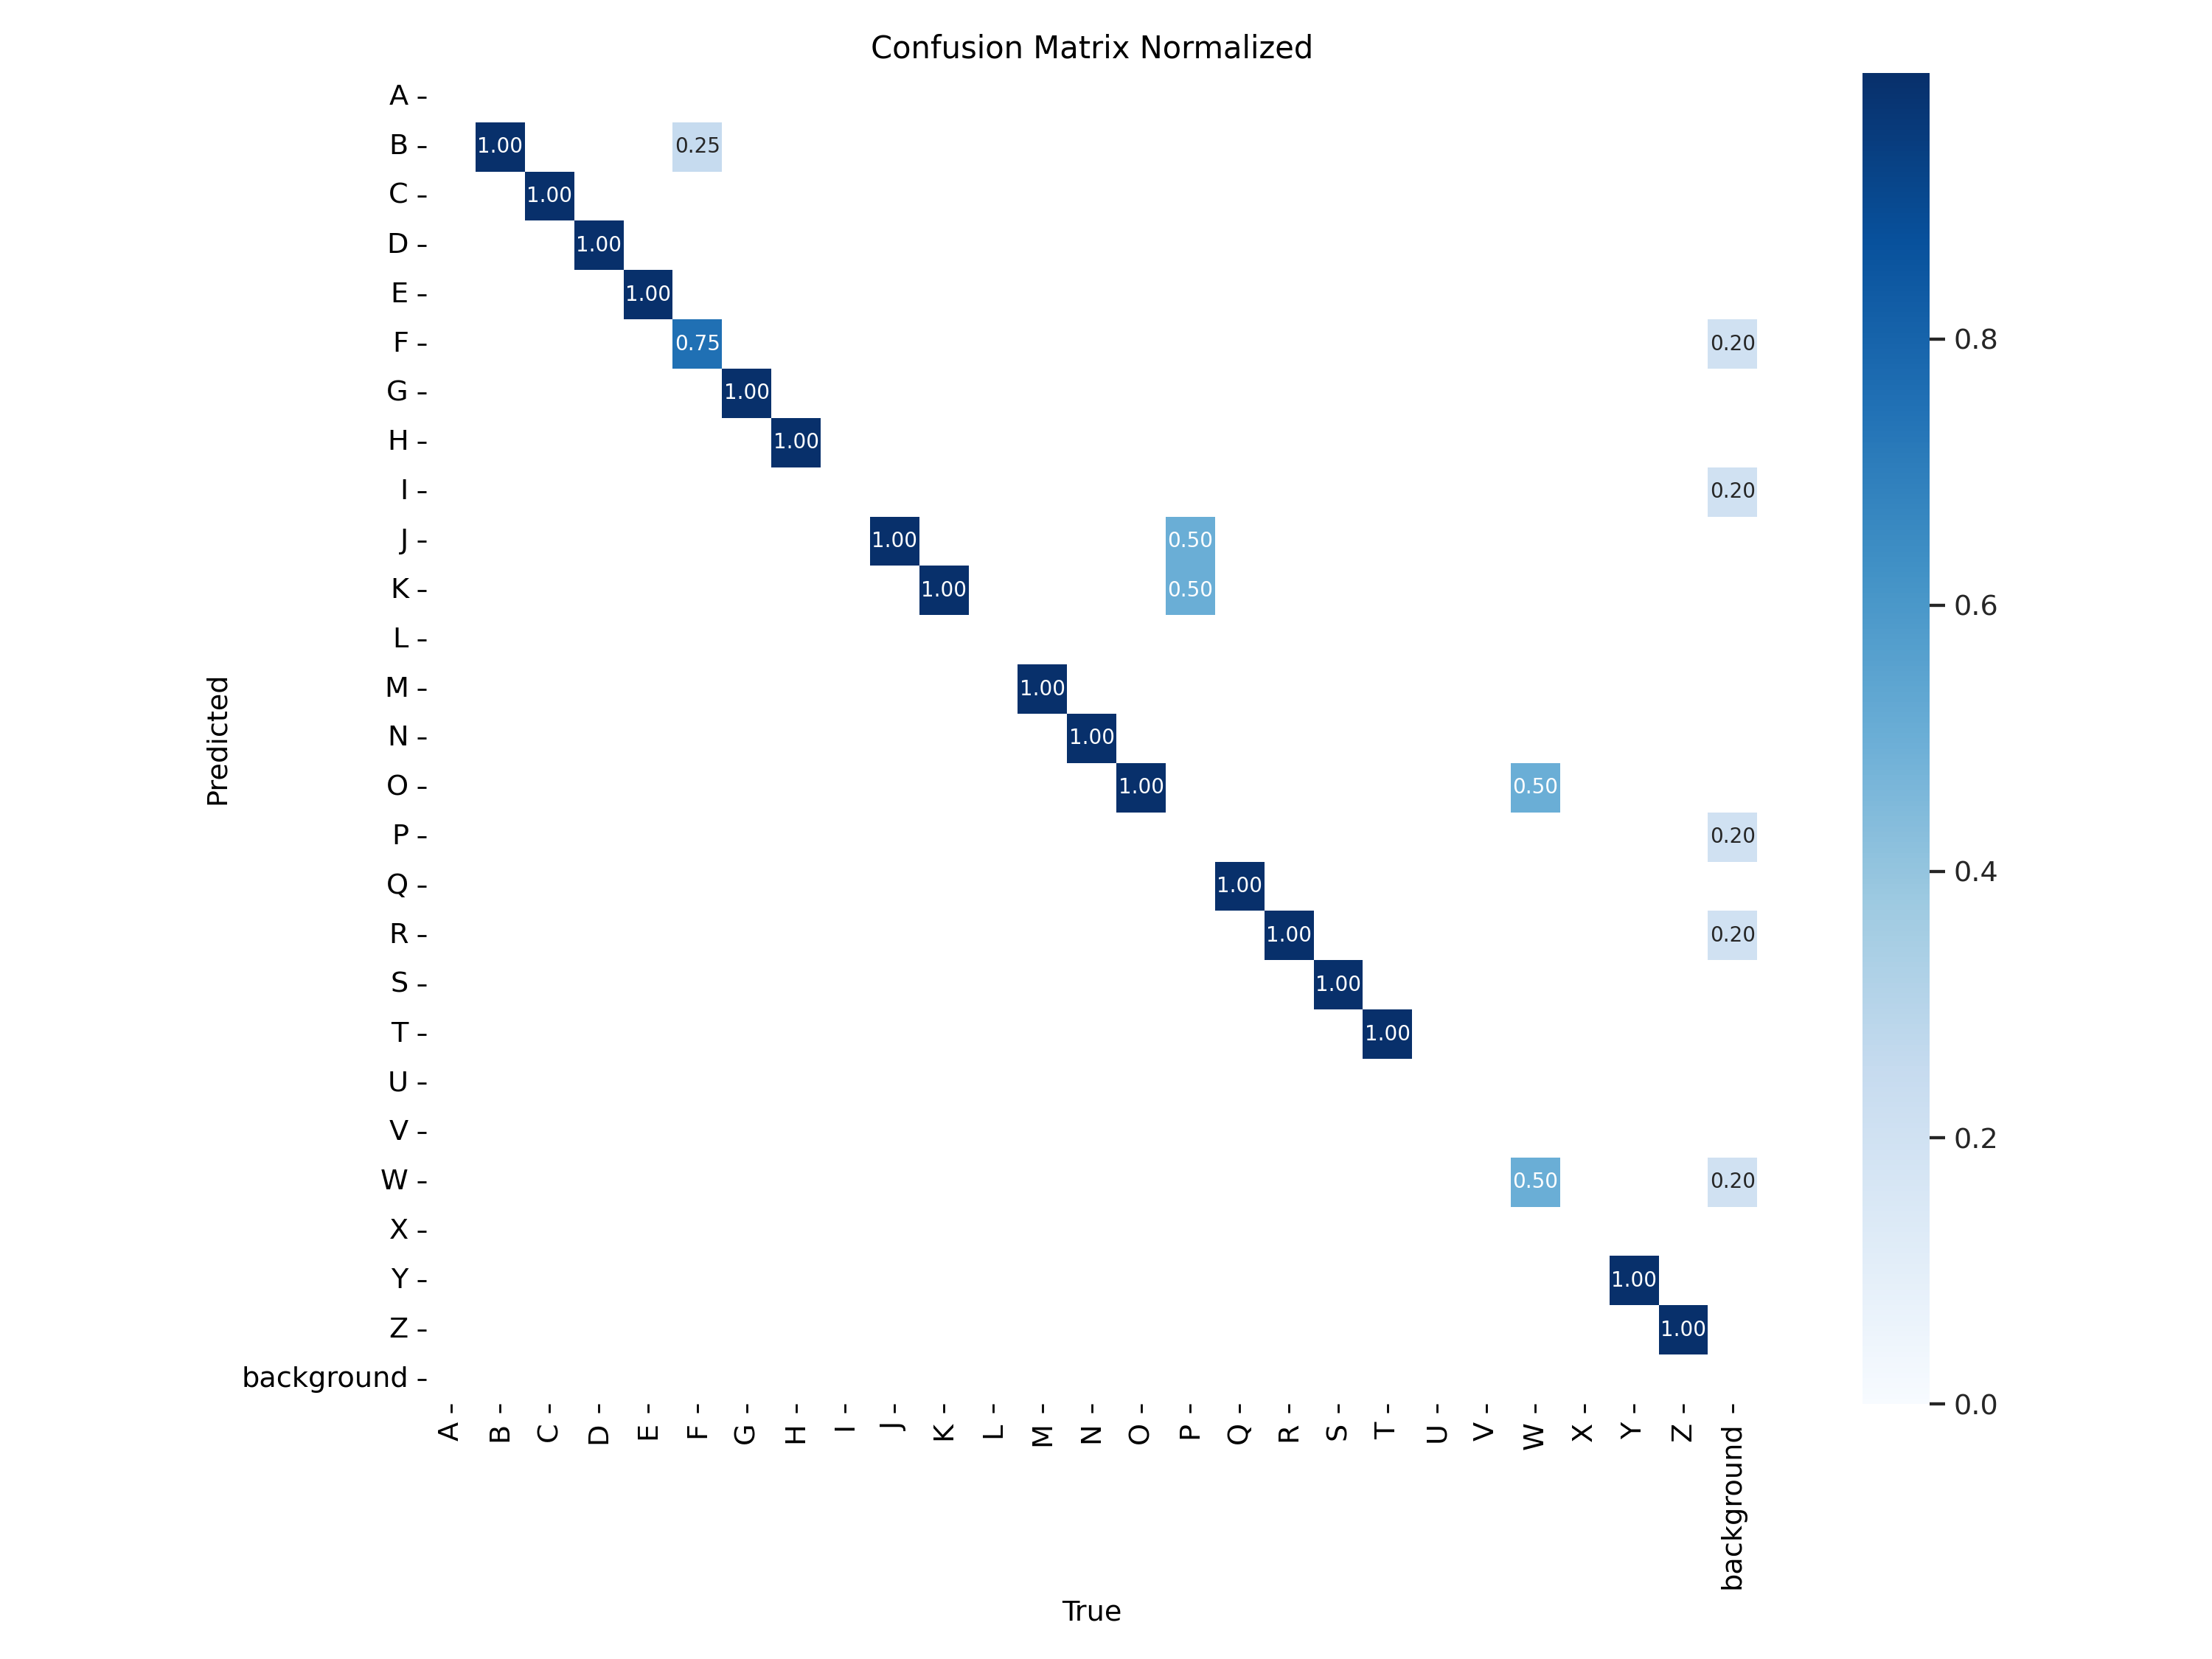 Confusion Matrix Normalized
A
B 1.00 0.25
C 1.00
D 1.00
E 1.00
F 0.75 0.20
G 1.00
H 1.00
I 0.20
J 1.00 0.50
K 1.00 0.50
L
M 1.00
N 1.00
O 1.00 0.50
P 0.20
Q 1.00
R 1.00 0.20
S 1.00
T 1.00
U
V
W 0.50 0.20
X
Y 1.00
Z 1.00
background
A B C D E F G H I J K L M N O P Q R S T U V W X Y Z background
True
Predicted
0.8
0.6
0.4
0.2
0.0